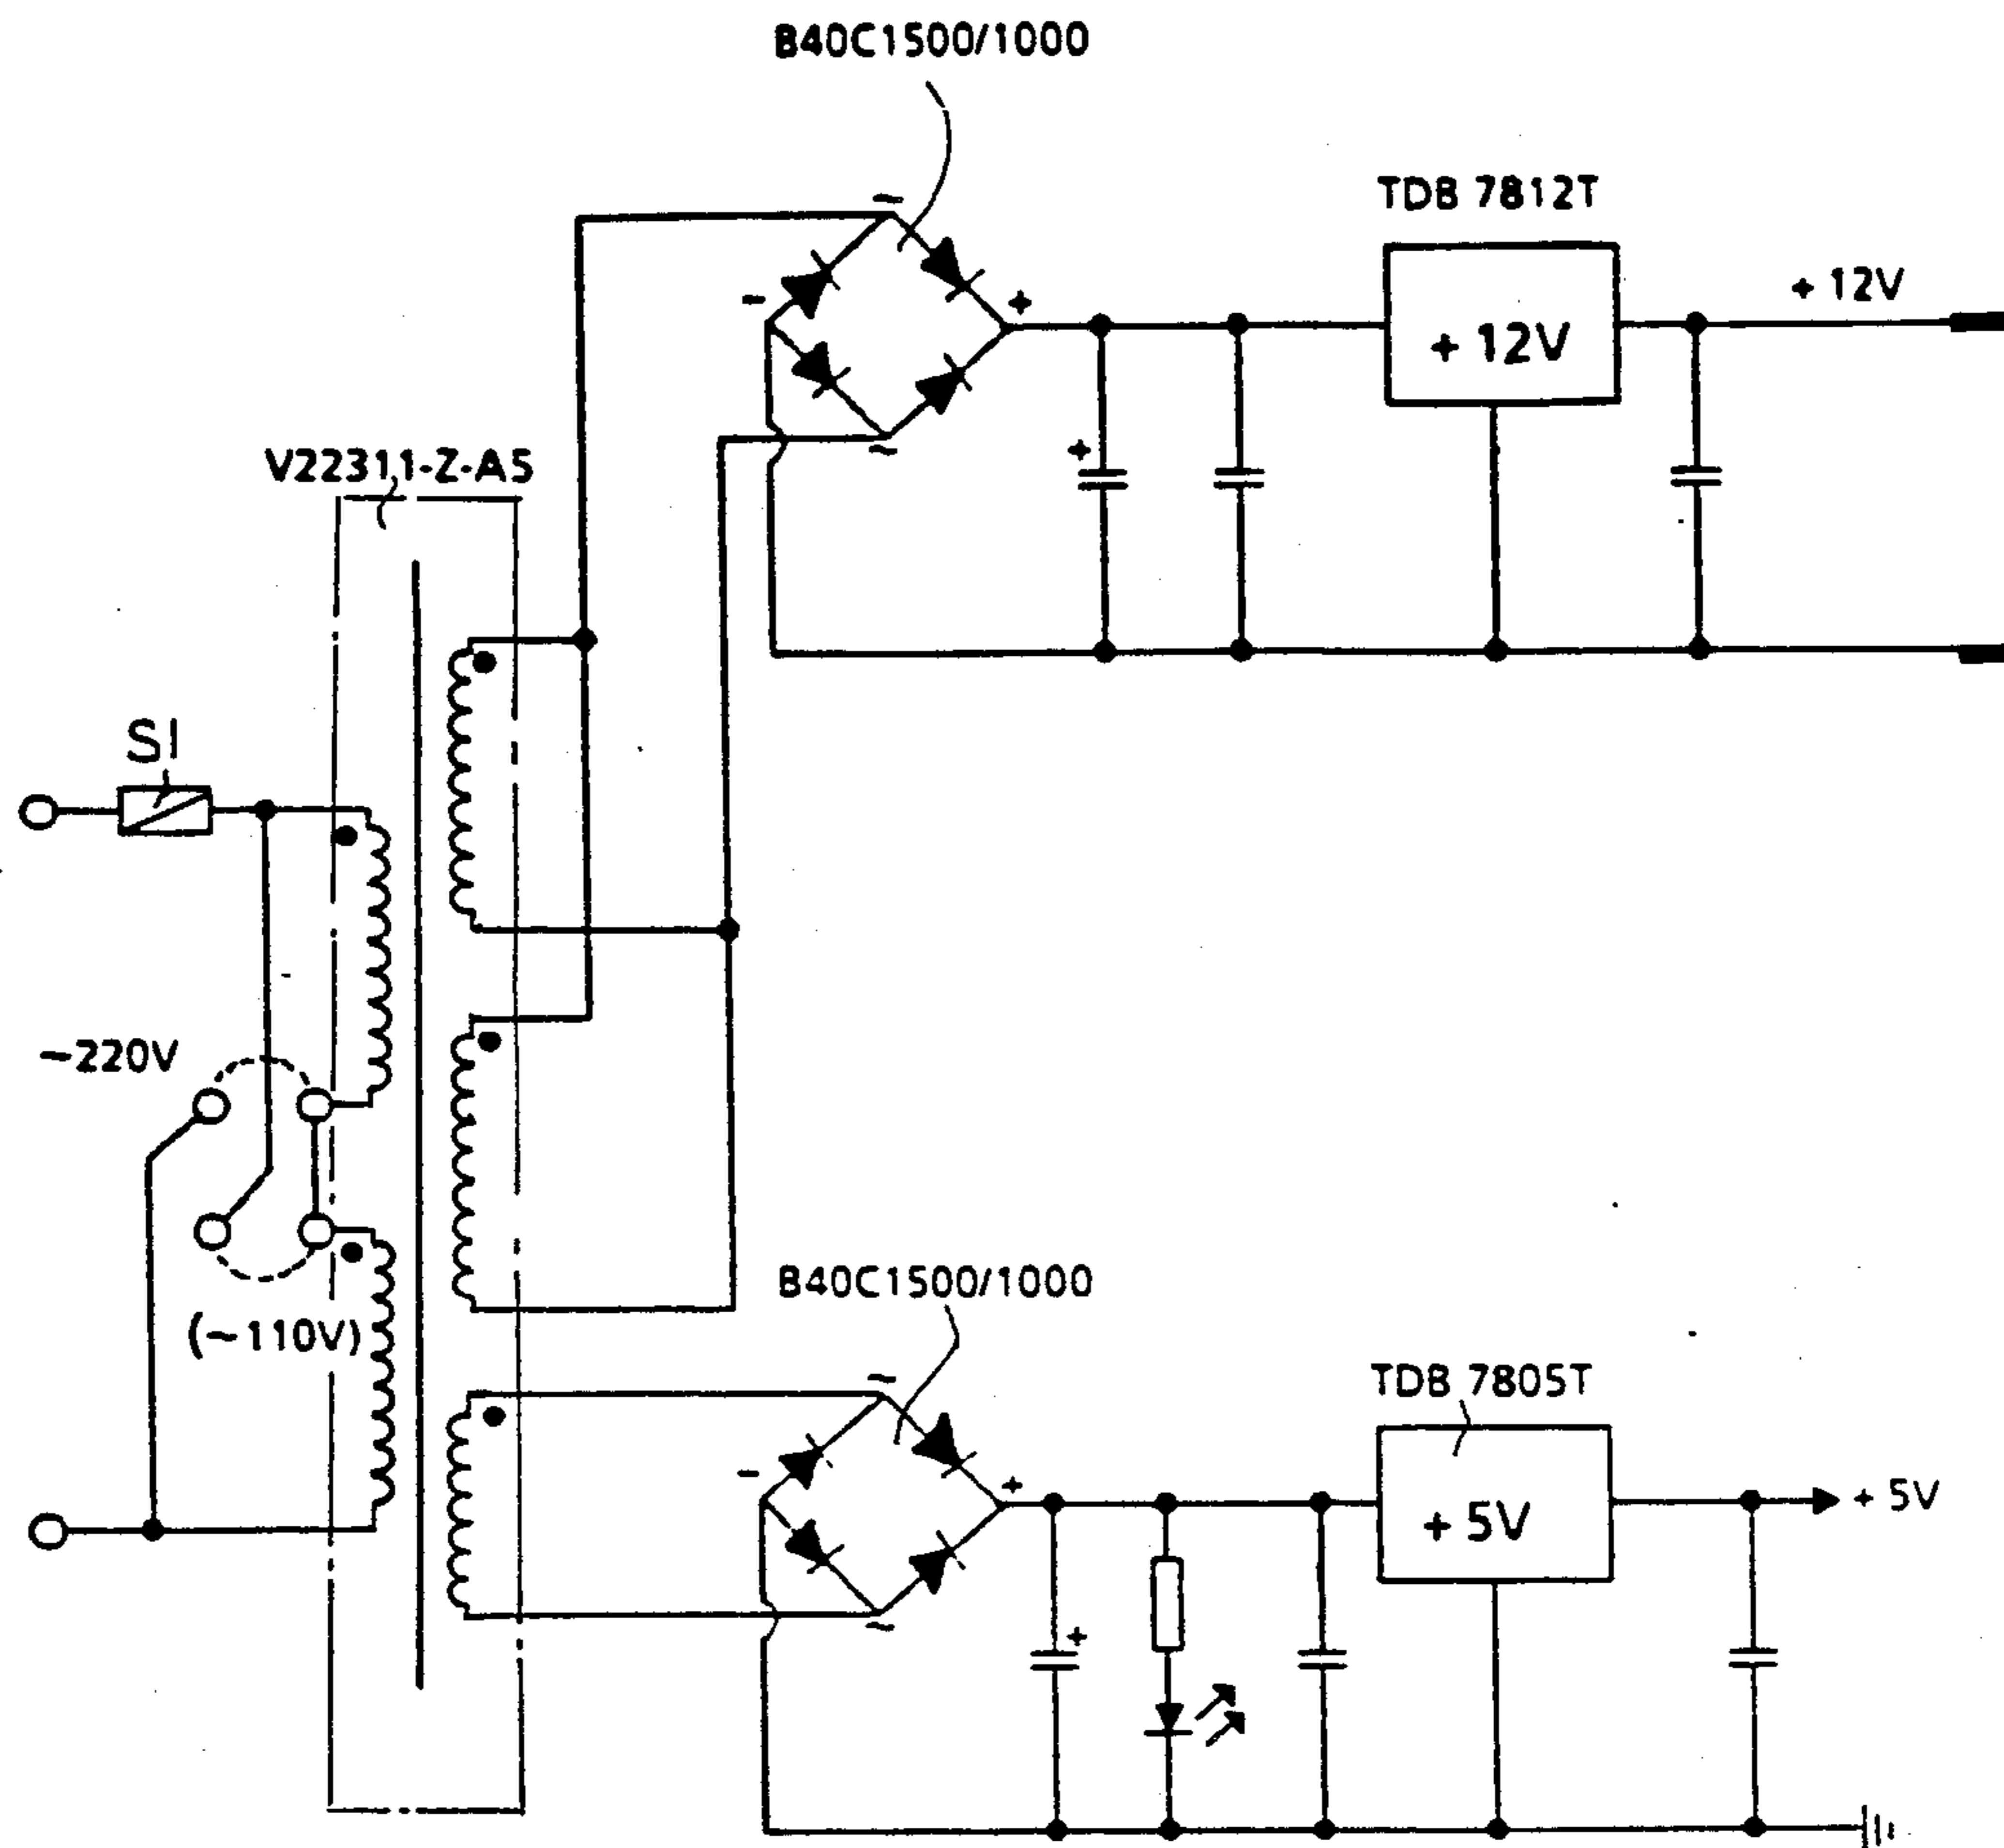 B40C1500/1000
TDB 7812T
+ 12V
+ 12V
V22311-Z-A5
SI
~220V
(~110V)
B40C1500/1000
TDB 7805T
+ 5V
+ 5V